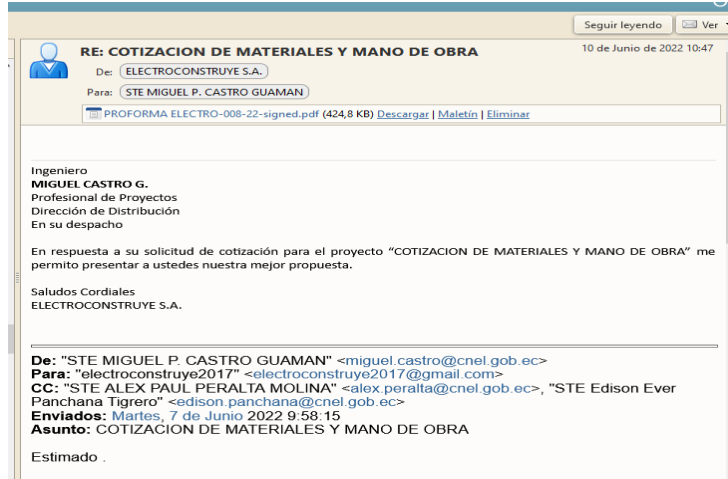 Seguir leyendo Ver
RE: COTIZACION DE MATERIALES Y MANO DE OBRA 10 de Junio de 2022 10:47
De: ELECTROCONSTRUYE S.A.
Para: STE MIGUEL P. CASTRO GUAMAN
PROFORMA ELECTRO-008-22-signed.pdf (424,8 KB) Descargar | Maletín | Eliminar
Ingeniero
MIGUEL CASTRO G.
Profesional de Proyectos
Dirección de Distribución
En su despacho
En respuesta a su solicitud de cotización para el proyecto “COTIZACION DE MATERIALES Y MANO DE OBRA” me
permito presentar a ustedes nuestra mejor propuesta.
Saludos Cordiales
ELECTROCONSTRUYE S.A.
De: "STE MIGUEL P. CASTRO GUAMAN" <miguel.castro@cnel.gob.ec>
Para: "electroconstruye2017" <electroconstruye2017@gmail.com>
CC: "STE ALEX PAUL PERALTA MOLINA" <alex.peralta@cnel.gob.ec>, "STE Edison Ever
Panchana Tigrero" <edison.panchana@cnel.gob.ec>
Enviados: Martes, 7 de Junio 2022 9:58:15
Asunto: COTIZACION DE MATERIALES Y MANO DE OBRA
Estimado .